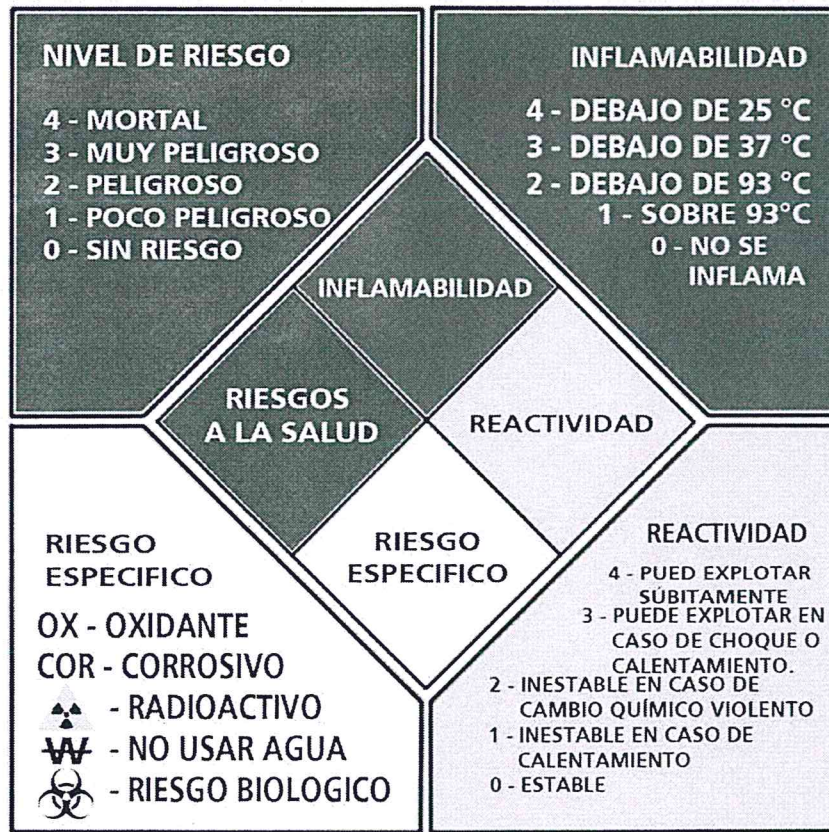 NIVEL DE RIESGO
4 - MORTAL
3 - MUY PELIGROSO
2 - PELIGROSO
1 - POCO PELIGROSO
0 - SIN RIESGO
INFLAMABILIDAD
4 - DEBAJO DE 25 °C
3 - DEBAJO DE 37 °C
2 - DEBAJO DE 93 °C
1 - SOBRE 93°C
0 - NO SE
INFLAMA
INFLAMABILIDAD
RIESGOS
A LA SALUD
REACTIVIDAD
RIESGO
ESPECIFICO
RIESGO
ESPECIFICO
OX - OXIDANTE
COR - CORROSIVO
- RADIOACTIVO
W - NO USAR AGUA
- RIESGO BIOLOGICO
REACTIVIDAD
4 - PUED EXPLOTAR
SÚBITAMENTE
3 - PUEDE EXPLOTAR EN
CASO DE CHOQUE O
CALENTAMIENTO.
2 - INESTABLE EN CASO DE
CAMBIO QUÍMICO VIOLENTO
1 - INESTABLE EN CASO DE
CALENTAMIENTO
0 - ESTABLE